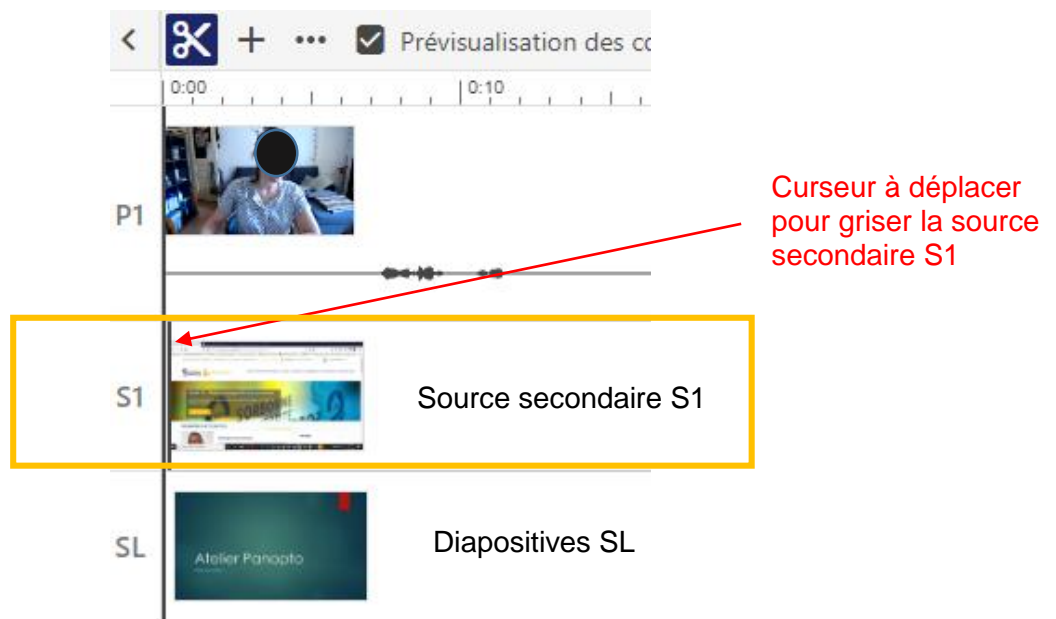 Prévisualisation des co
0:00
0:10
P1
Curseur à déplacer
pour griser la source
secondaire S1
S1
SORBONNE
Source secondaire S1
SL
Atelier Panopto
Diapositives SL